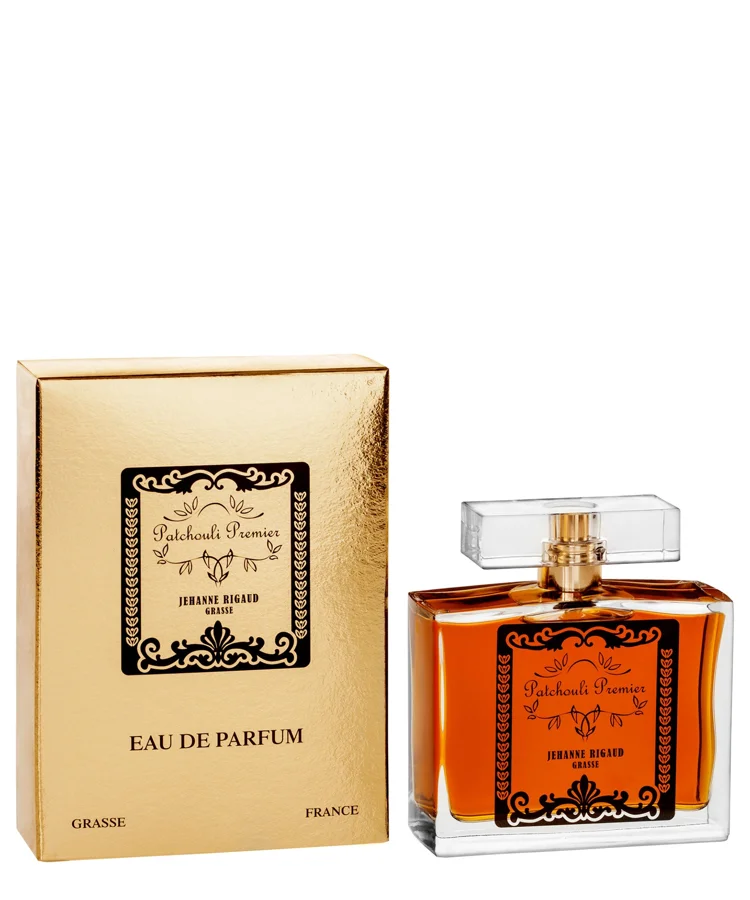 Patchouli Premier
JEHANNE RIGAUD
GRASSE
EAU DE PARFUM
GRASSE
FRANCE
Patchouli Premier
JEHANNE RIGAUD
GRASSE